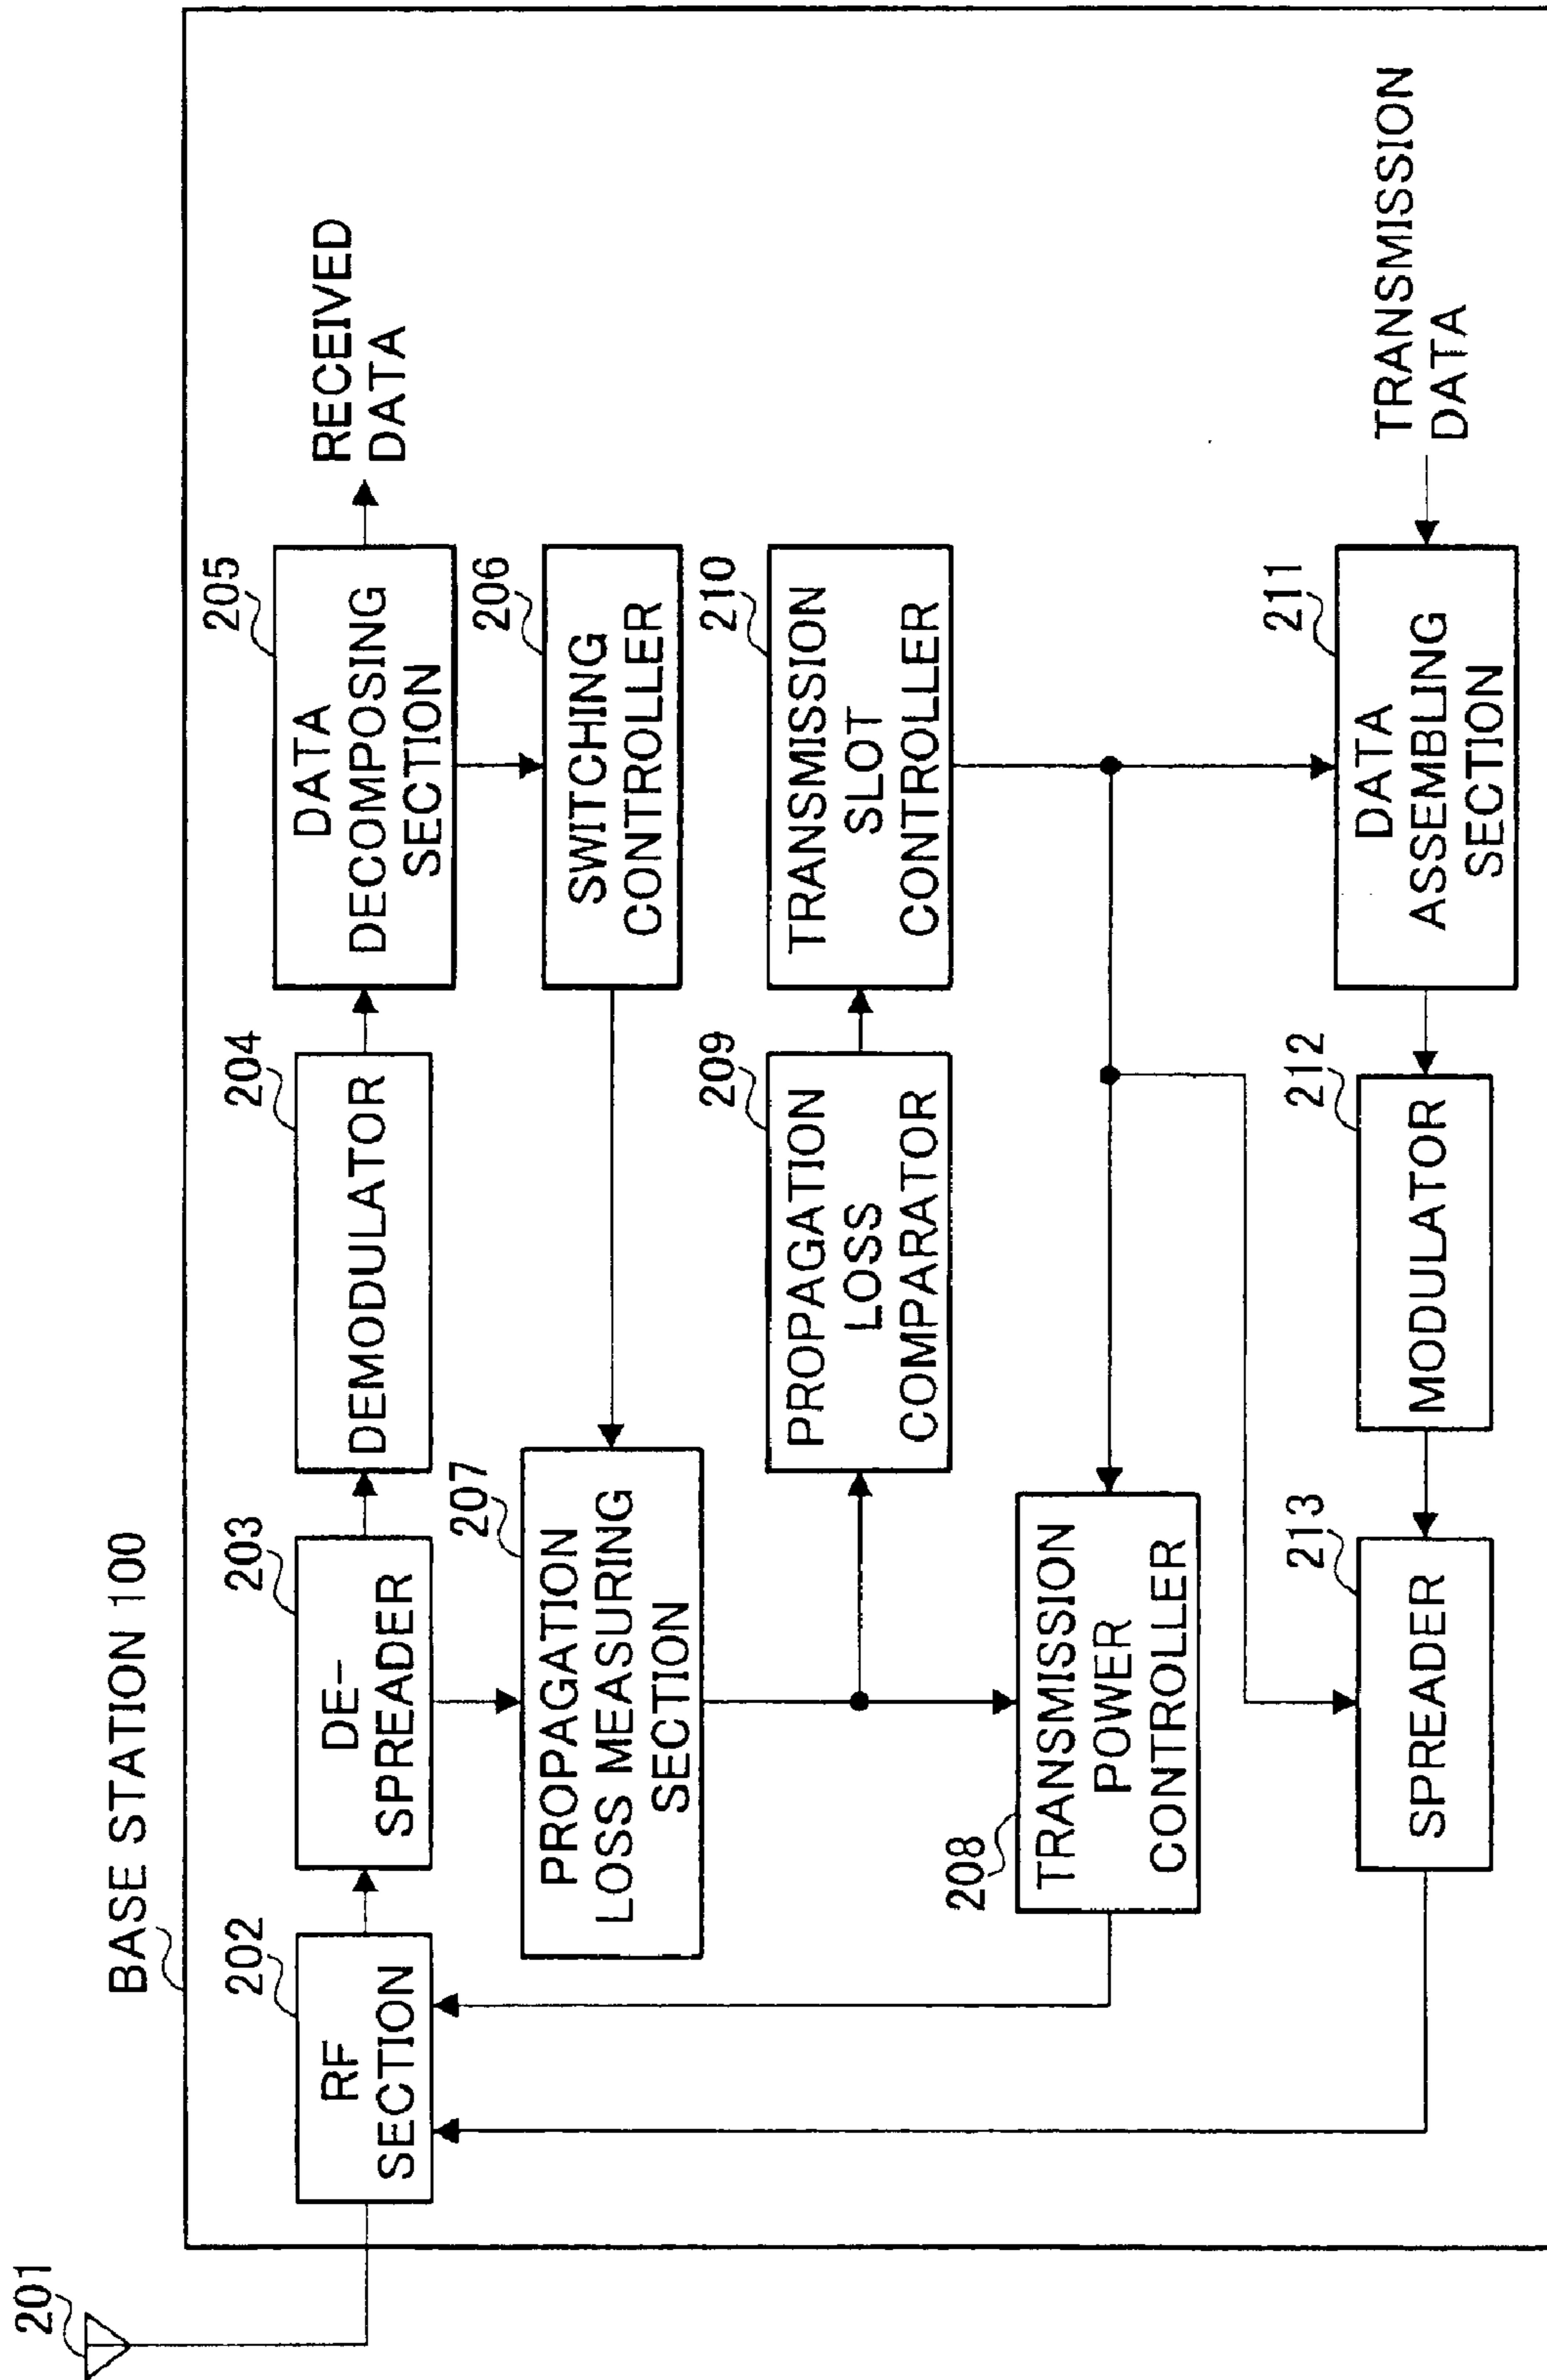 BASE STATION 100
201
202
RF
SECTION
203
DE-
SPREADER
204
DEMODULATOR
205
DATA
DECOMPOSING
SECTION
RECEIVED
DATA
207
PROPAGATION
LOSS MEASURING
SECTION
206
SWITCHING
CONTROLLER
209
PROPAGATION
LOSS
COMPARATOR
210
TRANSMISSION
SLOT
CONTROLLER
208
TRANSMISSION
POWER
CONTROLLER
213
SPREADER
212
MODULATOR
211
DATA
ASSEMBLING
SECTION
TRANSMISSION
DATA